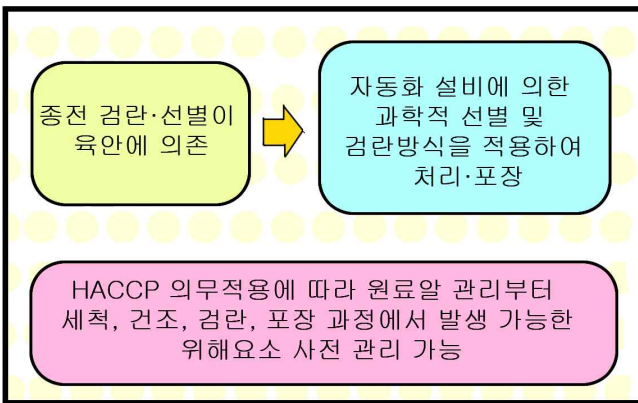 종전 검란·선별이
육안에 의존
자동화 설비에 의한
과학적 선별 및
검란방식을 적용하여
처리·포장
HACCP 의무적용에 따라 원료알 관리부터
세척, 건조, 검란, 포장 과정에서 발생 가능한
위해요소 사전 관리 가능